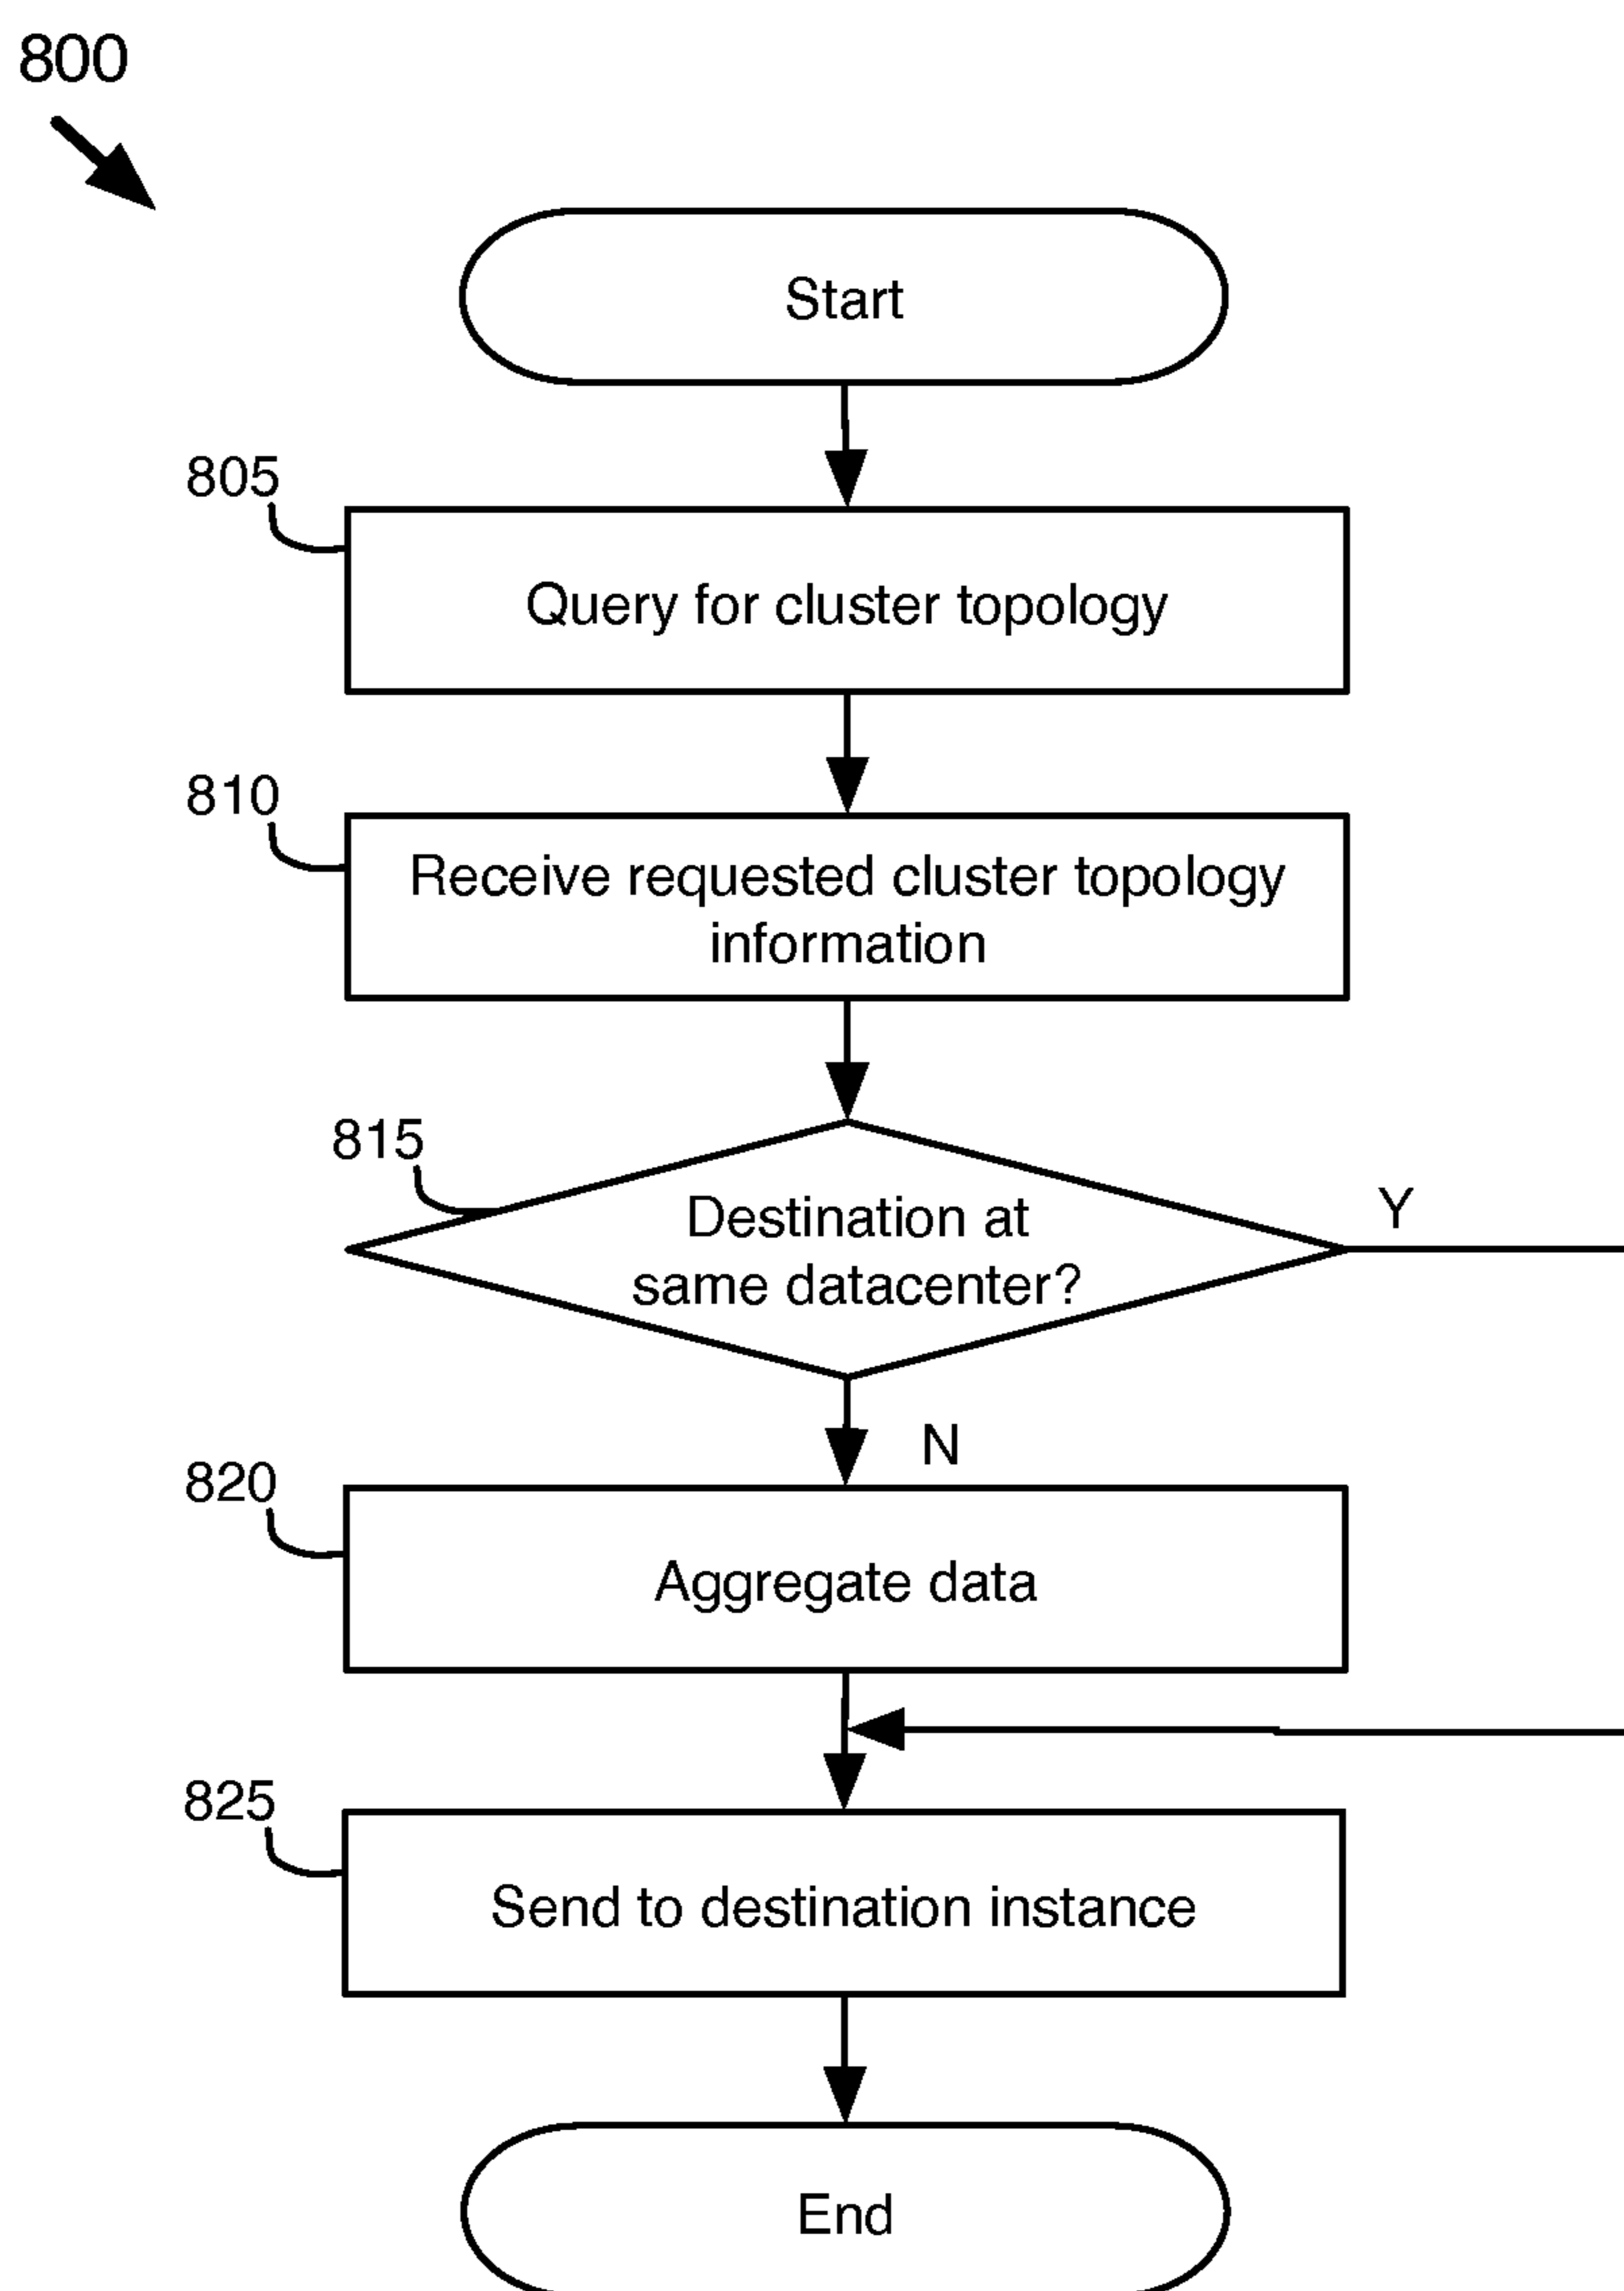 800
Start
805
Query for cluster topology
810
Receive requested cluster topology
information
815
Destination at
same datacenter?
Y
N
820
Aggregate data
825
Send to destination instance
End